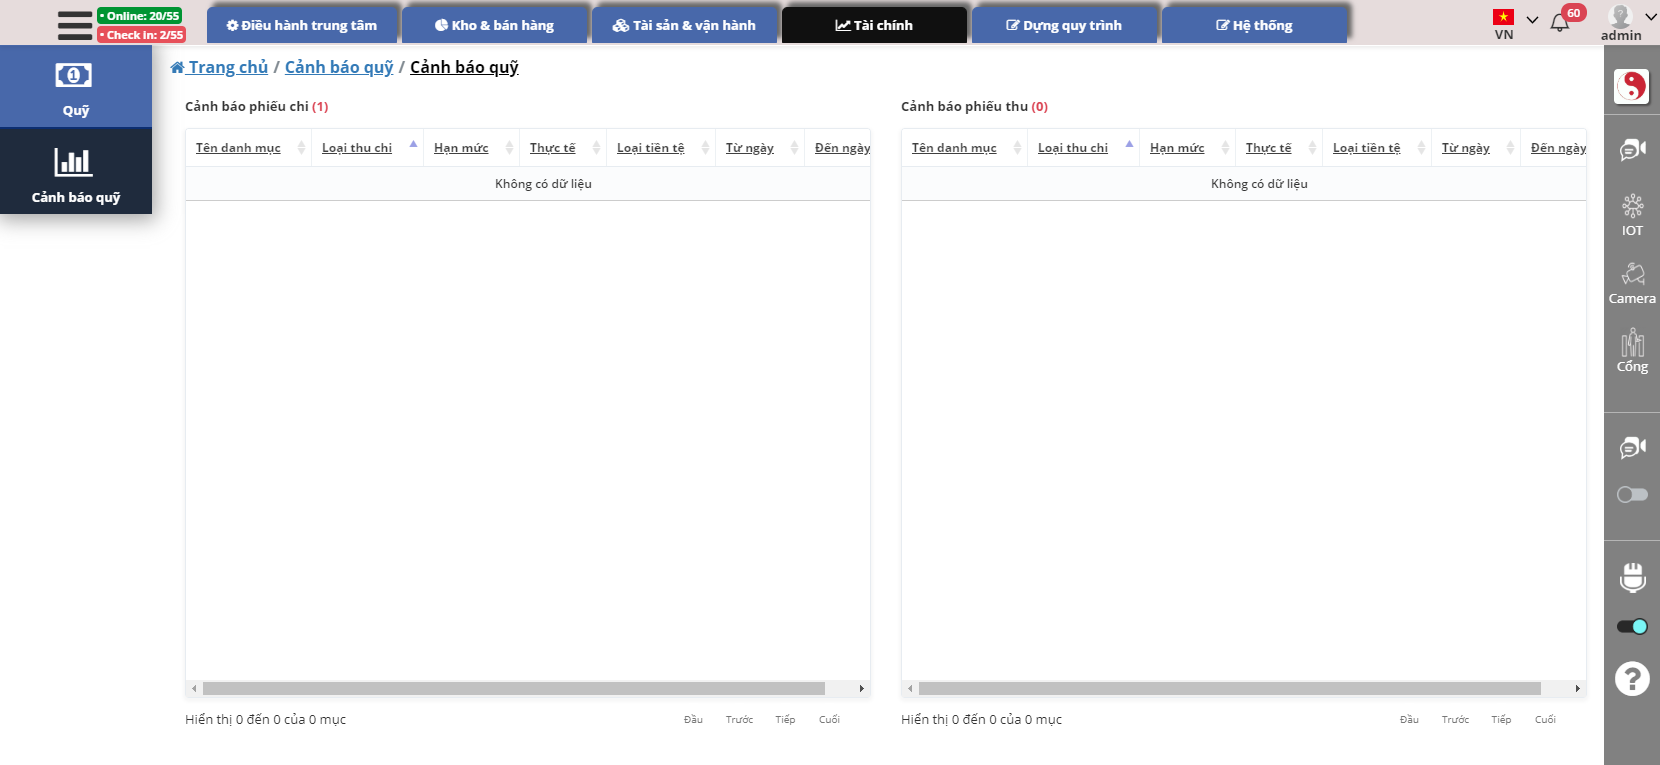 • Online: 20/55
• Check in: 2/55
Điều hành trung tâm
Kho & bán hàng
Tài sản & vận hành
Tài chính
Dựng quy trình
Hệ thống
VN
60
admin
Quỹ
Cảnh báo quỹ
Trang chủ / Cảnh báo quỹ / Cảnh báo quỹ
Cảnh báo phiếu chi (1)
Tên danh mục Loại thu chi Hạn mức Thực tế Loại tiền tệ Từ ngày Đến ngày
Không có dữ liệu
Hiển thị 0 đến 0 của 0 mục
Đầu Trước Tiếp Cuối
Cảnh báo phiếu thu (0)
Tên danh mục Loại thu chi Hạn mức Thực tế Loại tiền tệ Từ ngày Đến ngày
Không có dữ liệu
Hiển thị 0 đến 0 của 0 mục
Đầu Trước Tiếp Cuối
IOT
Camera
Cổng